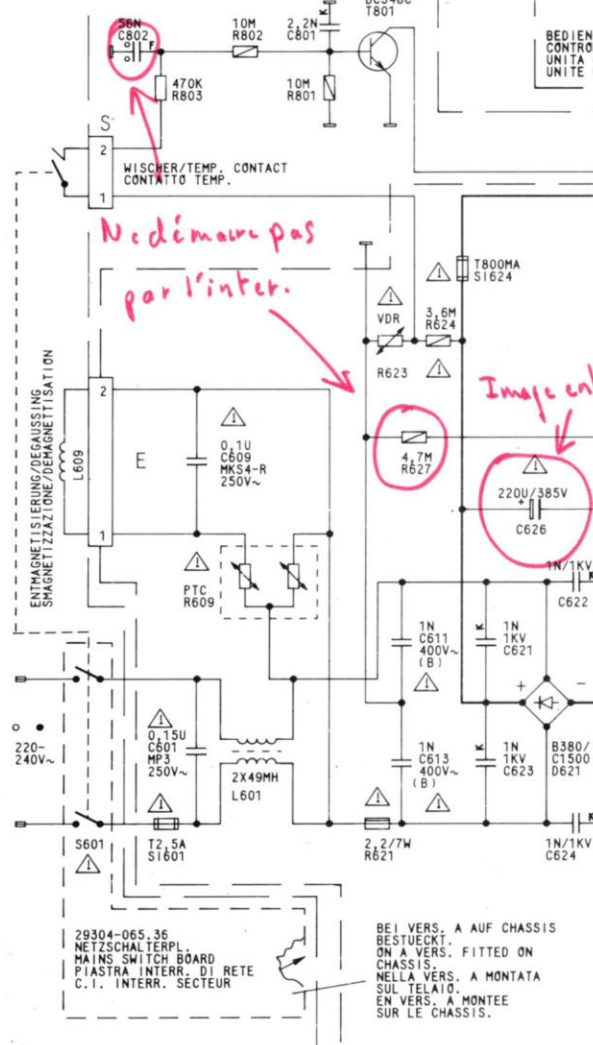 56N
C802
F
10M
R802
2,2N
C801
K
T801
470K
R803
10M
R801
BEDIEN
CONTRO
UNITA
UNITE
S
2
1
WISCHER/TEMP. CONTACT
CONTATTO TEMP.
Ne démarre pas
par l'inter.
T800MA
SI624
VDR
R623
3,6M
R624
Image ent
4,7M
R627
220U/385V
+
C626
ENTMAGNETISIERUNG/DEGAUSSING
SMAGNETIZZAZIONE/DEMAGNETTISATION
L609
2
E
1
0,1U
C609
MKS4-R
250V~
PTC
R609
1N/1KV
K
C622
1N
C611
400V~
(B)
K
1N
1KV
C621
+
−
220-
240V~
0,15U
C601
MP3
250V~
2X49MH
L601
1N
C613
400V~
(B)
K
1N
1KV
C623
B380/
C1500
D621
S601
T2,5A
SI601
2,2/7W
R621
K
1N/1KV
C624
29304-065.36
NETZSCHALTERPL.
MAINS SWITCH BOARD
PIASTRA INTERR. DI RETE
C.I. INTERR. SECTEUR
BEI VERS. A AUF CHASSIS
BESTUECKT.
ON A VERS. FITTED ON
CHASSIS.
NELLA VERS. A MONTATA
SUL TELAIO.
EN VERS. A MONTEE
SUR LE CHASSIS.